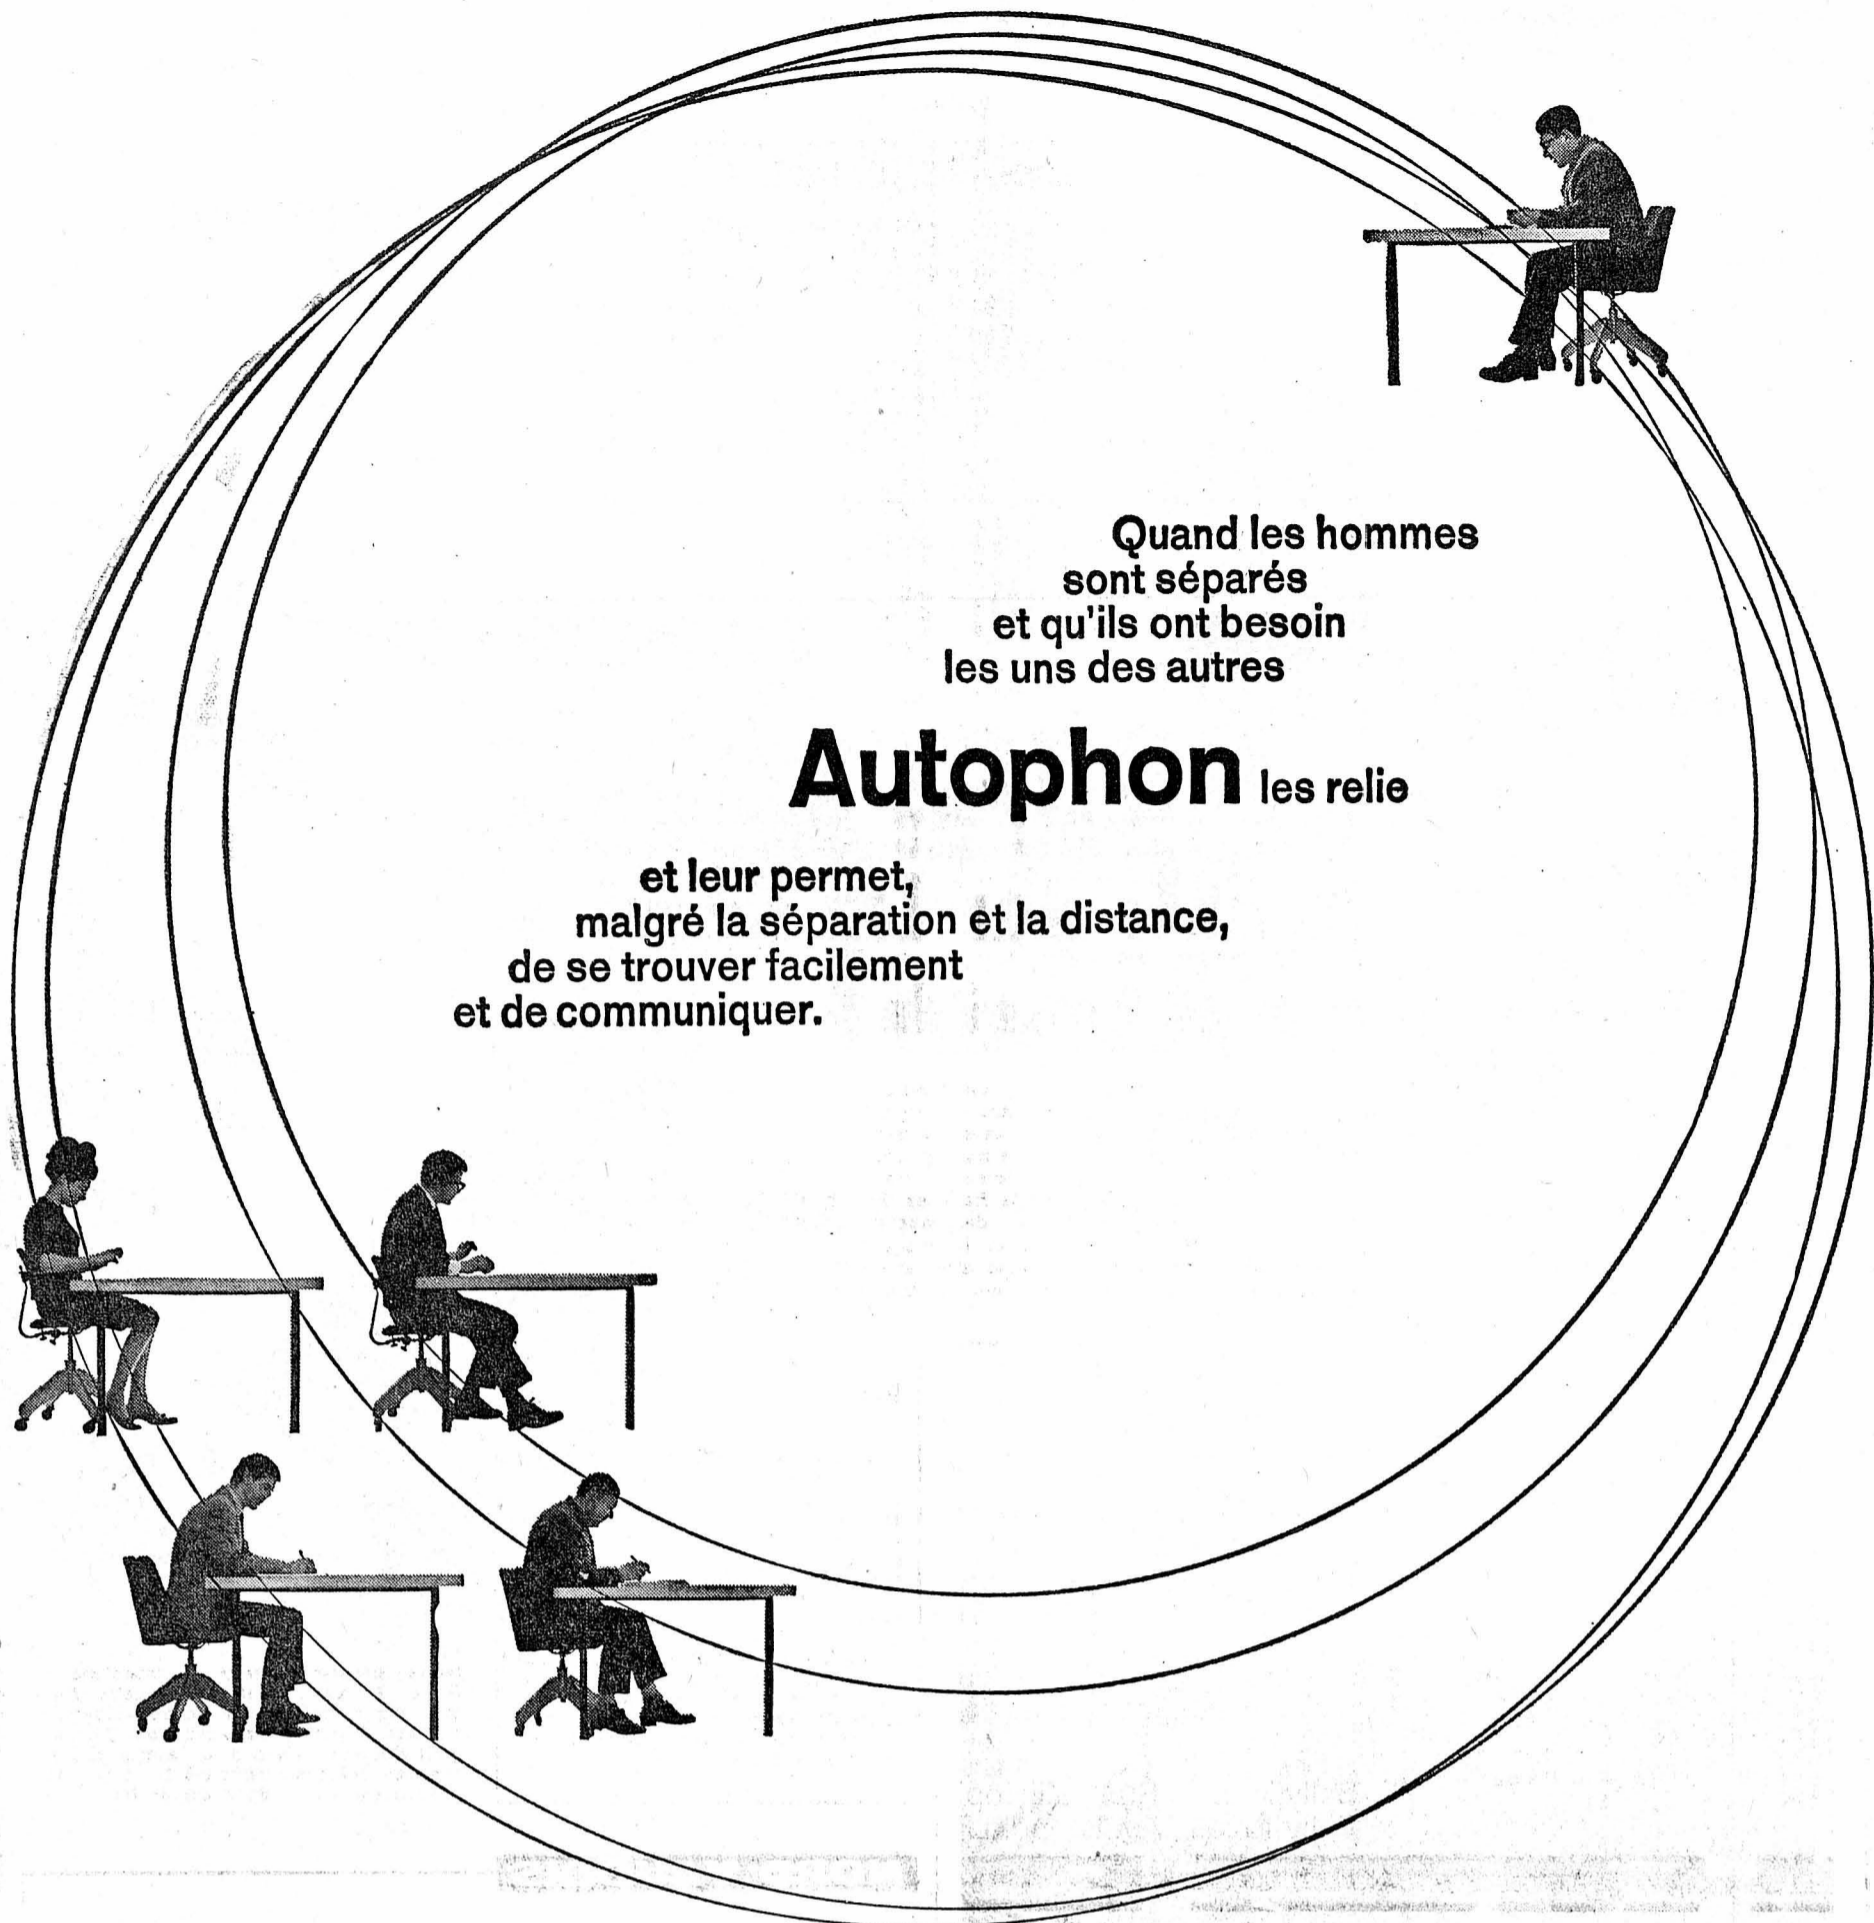 Quand les hommes
sont séparés
et qu'ils ont besoin
les uns des autres
Autophon les relie
et leur permet,
malgré la séparation et la distance,
de se trouver facilement
et de communiquer.